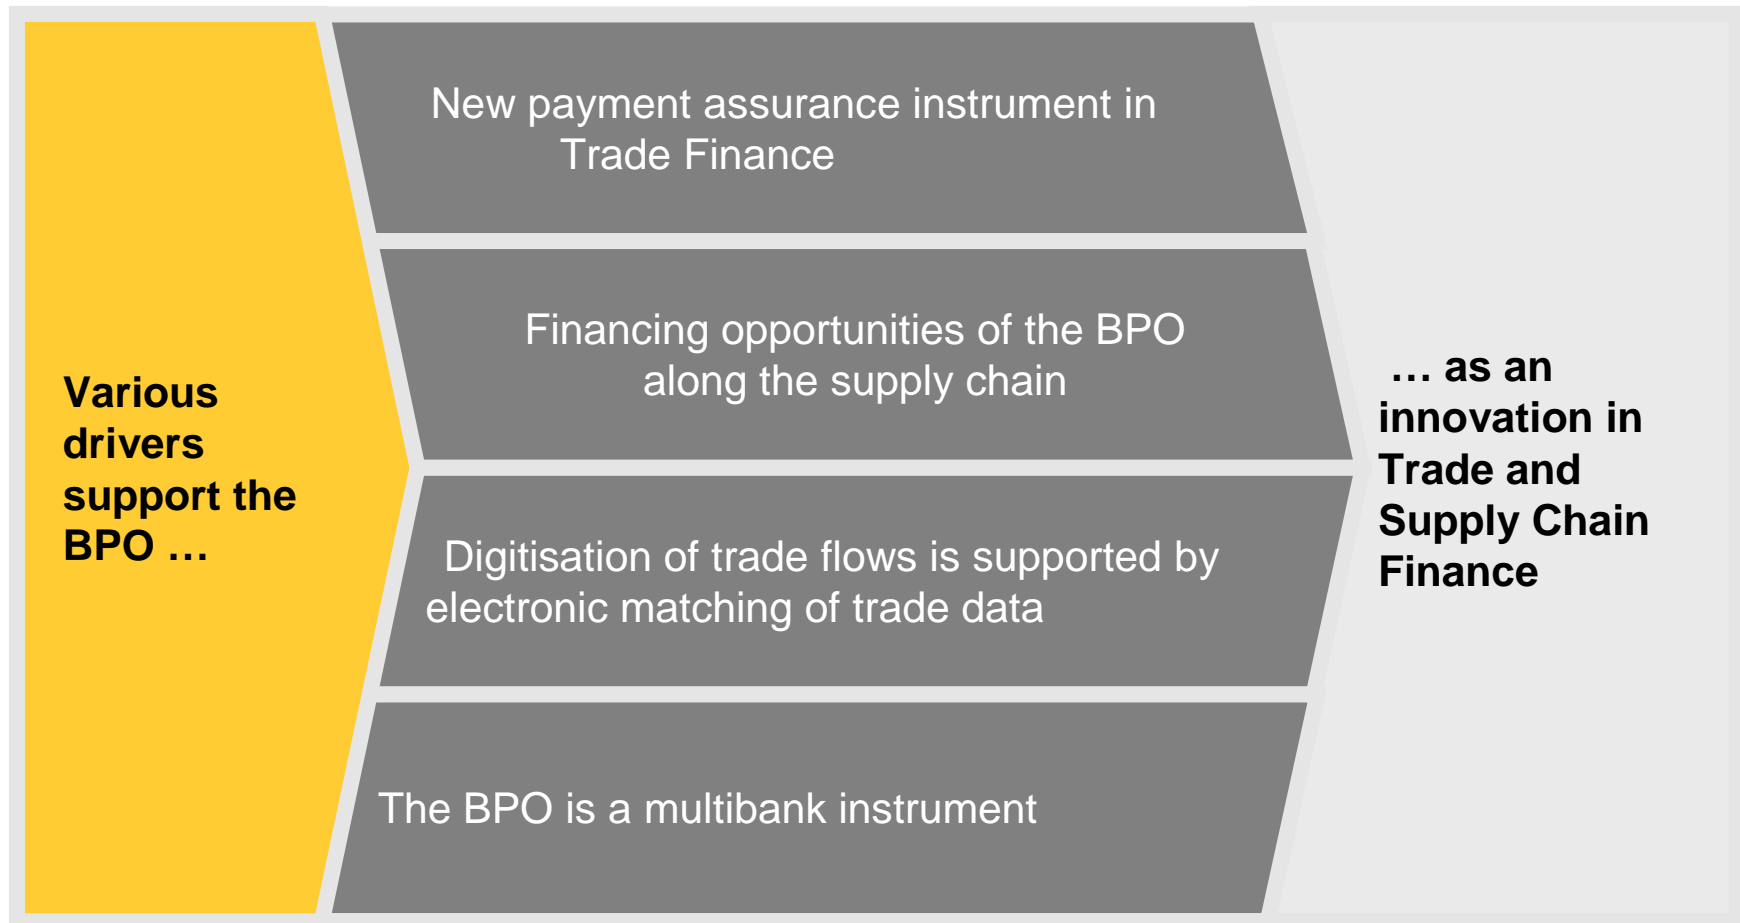 Various
drivers
support the
BPO …
New payment assurance instrument in
Trade Finance
Financing opportunities of the BPO
along the supply chain
Digitisation of trade flows is supported by
electronic matching of trade data
The BPO is a multibank instrument
… as an
innovation in
Trade and
Supply Chain
Finance